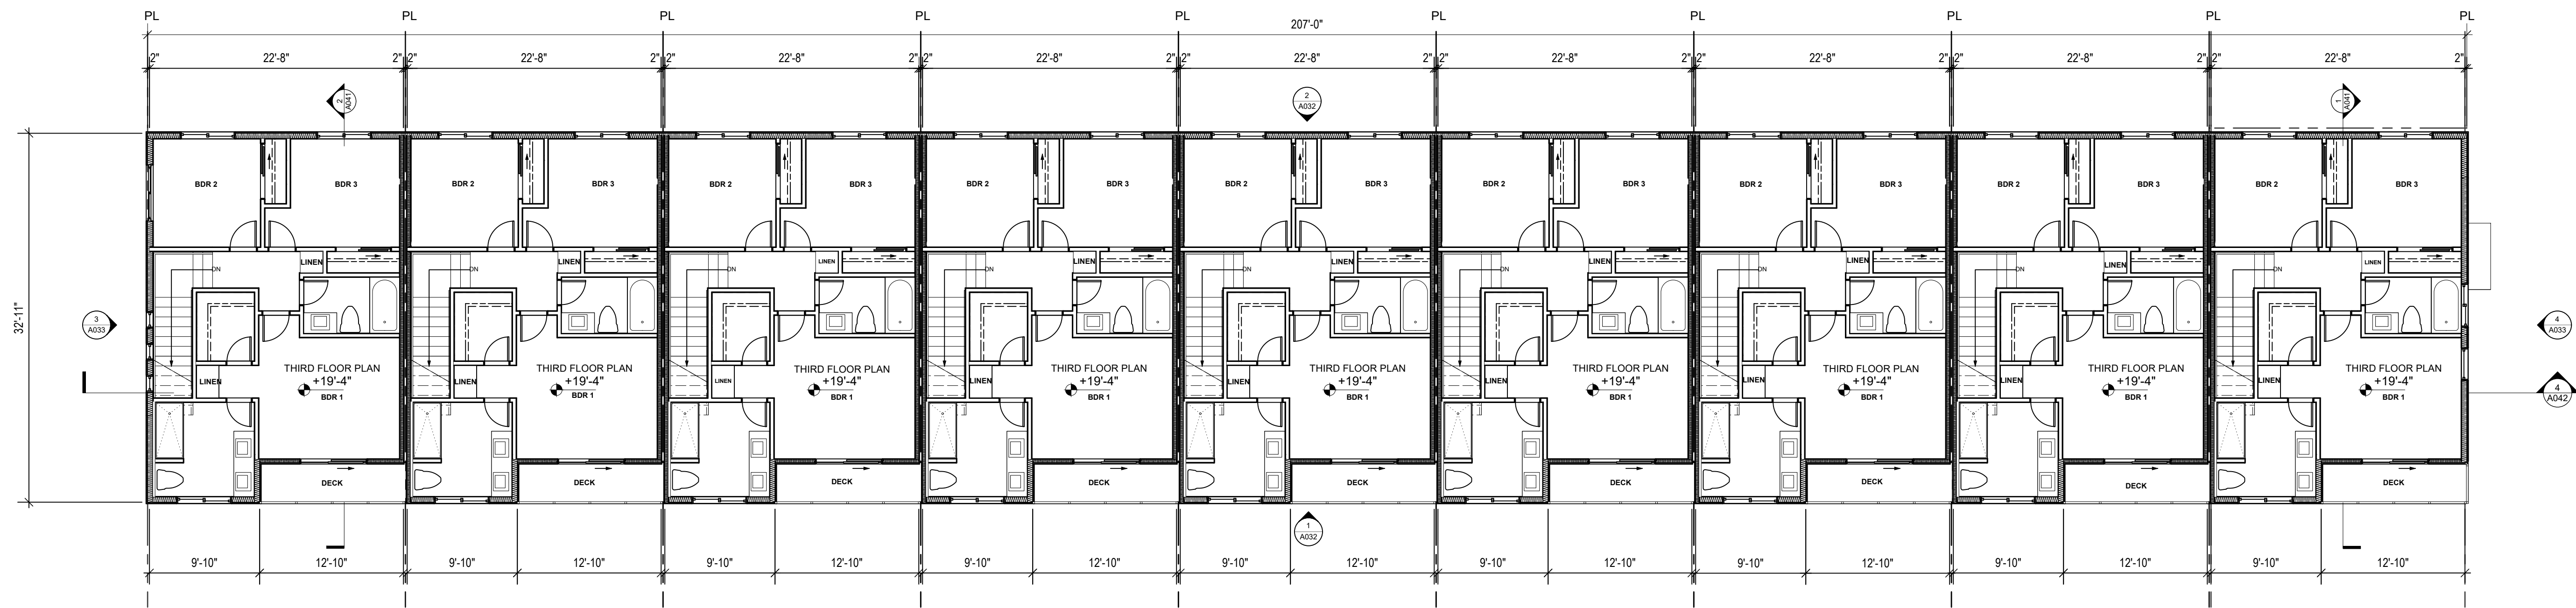 PL PL PL PL PL PL PL PL PL PL
207'-0"
2" 22'-8" 2" 2" 22'-8" 2" 2" 22'-8" 2" 2" 22'-8" 2" 2" 22'-8" 2" 2" 22'-8" 2" 2" 22'-8" 2" 2" 22'-8" 2" 2" 22'-8" 2"
2 A041
2
A032
1 A041
32'-11"
BDR 2 BDR 3 BDR 2 BDR 3 BDR 2 BDR 3 BDR 2 BDR 3 BDR 2 BDR 3 BDR 2 BDR 3 BDR 2 BDR 3 BDR 2 BDR 3 BDR 2 BDR 3
LINEN LINEN LINEN LINEN LINEN LINEN LINEN LINEN LINEN
DN DN DN DN DN DN DN DN DN
3
A033
4
A033
THIRD FLOOR PLAN THIRD FLOOR PLAN THIRD FLOOR PLAN THIRD FLOOR PLAN THIRD FLOOR PLAN THIRD FLOOR PLAN THIRD FLOOR PLAN THIRD FLOOR PLAN THIRD FLOOR PLAN
LINEN +19'-4" LINEN +19'-4" LINEN +19'-4" LINEN +19'-4" LINEN +19'-4" LINEN +19'-4" LINEN +19'-4" LINEN +19'-4" LINEN +19'-4"
BDR 1 BDR 1 BDR 1 BDR 1 BDR 1 BDR 1 BDR 1 BDR 1 BDR 1
4
A042
DECK DECK DECK DECK DECK DECK DECK DECK DECK
1
A032
9'-10" 12'-10" 9'-10" 12'-10" 9'-10" 12'-10" 9'-10" 12'-10" 9'-10" 12'-10" 9'-10" 12'-10" 9'-10" 12'-10" 9'-10" 12'-10" 9'-10" 12'-10"